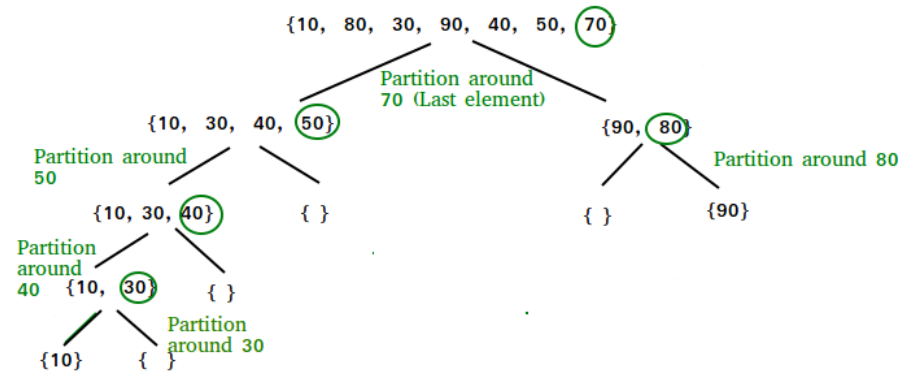 {10, 80, 30, 90, 40, 50, 70}
Partition around
70 (Last element)
{10, 30, 40, 50}
{90, 80}
Partition around
50
Partition around 80
{10, 30, 40}
{ }
{ }
{90}
Partition
around
40
{10, 30}
{ }
Partition
around 30
{10}
{ }